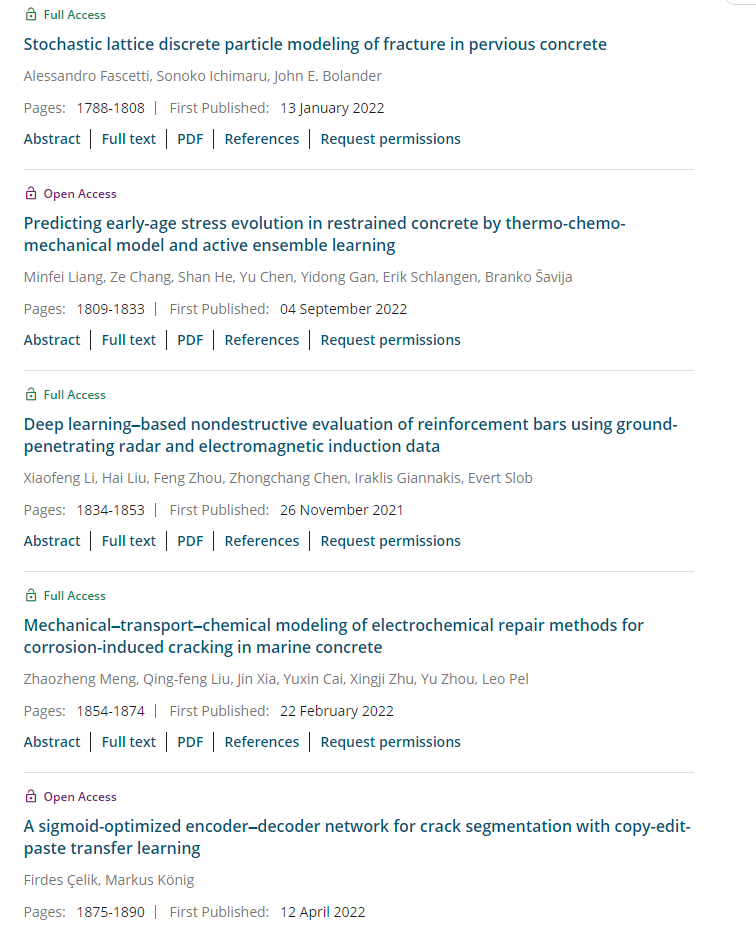 Full Access
Stochastic lattice discrete particle modeling of fracture in pervious concrete
Alessandro Fascetti, Sonoko Ichimaru, John E. Bolander
Pages: 1788-1808 | First Published: 13 January 2022
Abstract | Full text | PDF | References | Request permissions
Open Access
Predicting early-age stress evolution in restrained concrete by thermo-chemo-
mechanical model and active ensemble learning
Minfei Liang, Ze Chang, Shan He, Yu Chen, Yidong Gan, Erik Schlangen, Branko Šavija
Pages: 1809-1833 | First Published: 04 September 2022
Abstract | Full text | PDF | References | Request permissions
Full Access
Deep learning–based nondestructive evaluation of reinforcement bars using ground-
penetrating radar and electromagnetic induction data
Xiaofeng Li, Hai Liu, Feng Zhou, Zhongchang Chen, Iraklis Giannakis, Evert Slob
Pages: 1834-1853 | First Published: 26 November 2021
Abstract | Full text | PDF | References | Request permissions
Full Access
Mechanical–transport–chemical modeling of electrochemical repair methods for
corrosion-induced cracking in marine concrete
Zhaozheng Meng, Qing-feng Liu, Jin Xia, Yuxin Cai, Xingji Zhu, Yu Zhou, Leo Pel
Pages: 1854-1874 | First Published: 22 February 2022
Abstract | Full text | PDF | References | Request permissions
Open Access
A sigmoid-optimized encoder–decoder network for crack segmentation with copy-edit-
paste transfer learning
Firdes Çelik, Markus König
Pages: 1875-1890 | First Published: 12 April 2022